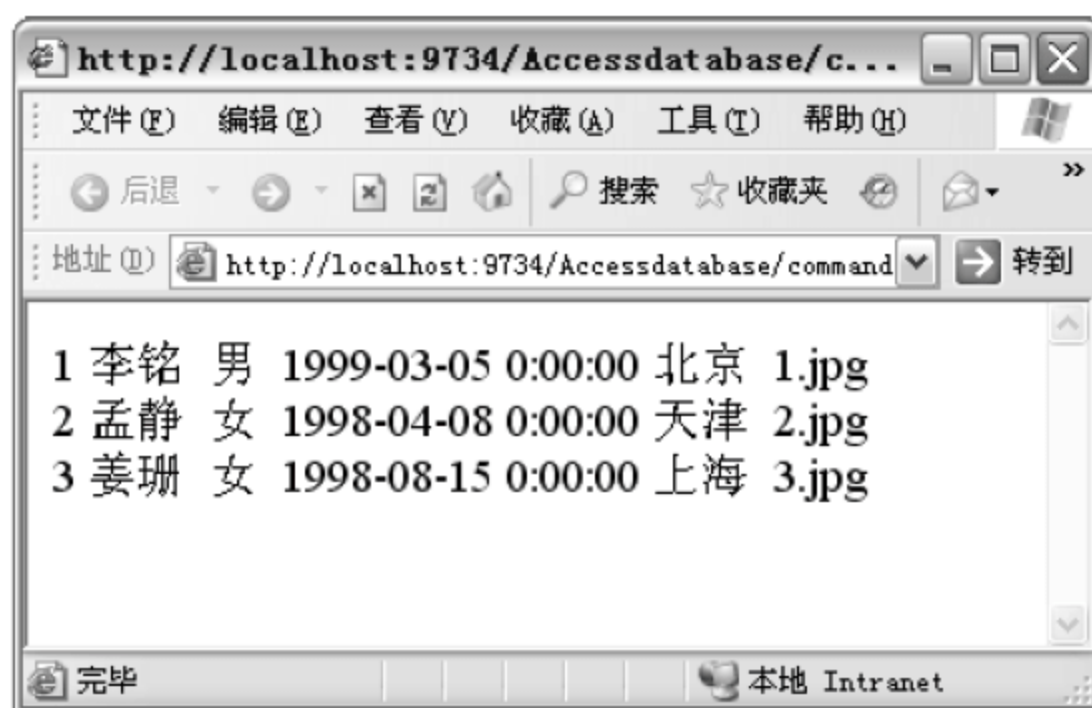 http://localhost:9734/Accessdatabase/c...
文件(F) 编辑(E) 查看(V) 收藏(A) 工具(T) 帮助(H)
后退 搜索 收藏夹 »
地址(D) http://localhost:9734/Accessdatabase/command 转到
1 李铭 男 1999-03-05 0:00:00 北京 1.jpg
2 孟静 女 1998-04-08 0:00:00 天津 2.jpg
3 姜珊 女 1998-08-15 0:00:00 上海 3.jpg
完毕 本地 Intranet